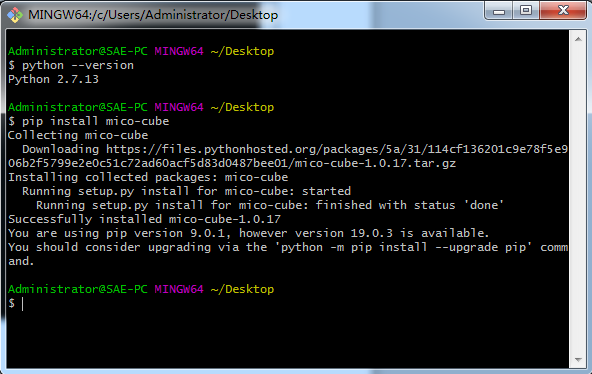 MINGW64:/c/Users/Administrator/Desktop
Administrator@SAE-PC MINGW64 ~/Desktop
$ python --version
Python 2.7.13
Administrator@SAE-PC MINGW64 ~/Desktop
$ pip install mico-cube
Collecting mico-cube
  Downloading https://files.pythonhosted.org/packages/5a/31/114cf136201c9e78f5e9
06b2f5799e2e0c51c72ad60acf5d83d0487bee01/mico-cube-1.0.17.tar.gz
Installing collected packages: mico-cube
  Running setup.py install for mico-cube: started
    Running setup.py install for mico-cube: finished with status 'done'
Successfully installed mico-cube-1.0.17
You are using pip version 9.0.1, however version 19.0.3 is available.
You should consider upgrading via the 'python -m pip install --upgrade pip' comm
and.
Administrator@SAE-PC MINGW64 ~/Desktop
$